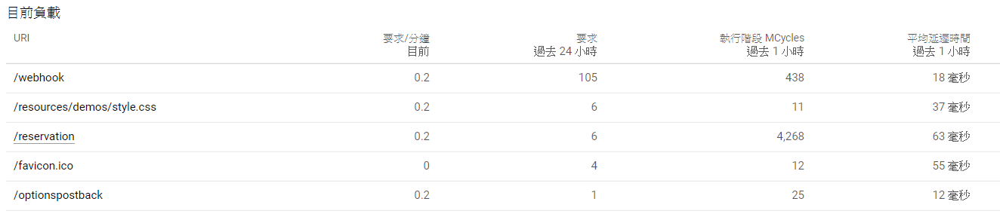 目前負載
URI 要求/分鐘 要求 執行階段 MCycles 平均延遲時間
目前 過去 24 小時 過去 1 小時 過去 1 小時
/webhook 0.2 105 438 18 毫秒
/resources/demos/style.css 0.2 6 11 37 毫秒
/reservation 0.2 6 4,268 63 毫秒
/favicon.ico 0 4 12 55 毫秒
/optionspostback 0.2 1 25 12 毫秒